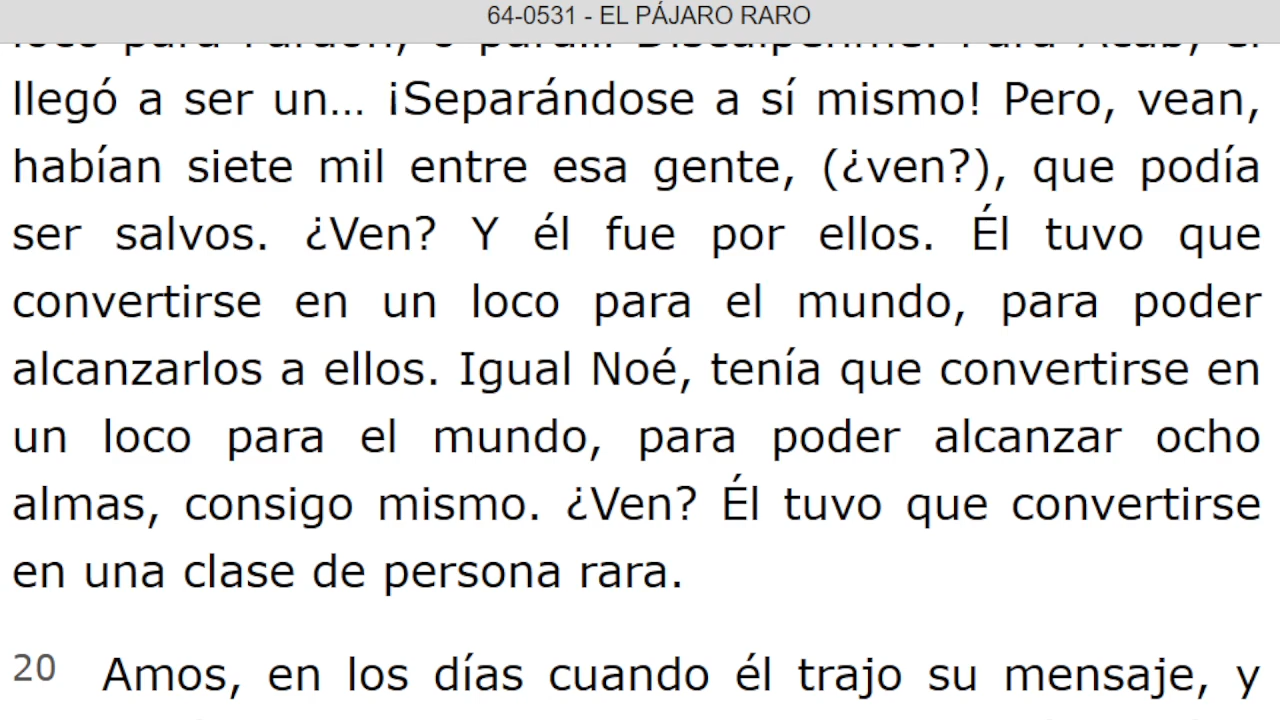 64-0531 - EL PÁJARO RARO
llegó a ser un… ¡Separándose a sí mismo! Pero, vean,
habían siete mil entre esa gente, (¿ven?), que podía
ser salvos. ¿Ven? Y él fue por ellos. Él tuvo que
convertirse en un loco para el mundo, para poder
alcanzarlos a ellos. Igual Noé, tenía que convertirse en
un loco para el mundo, para poder alcanzar ocho
almas, consigo mismo. ¿Ven? Él tuvo que convertirse
en una clase de persona rara.
20 Amos, en los días cuando él trajo su mensaje, y